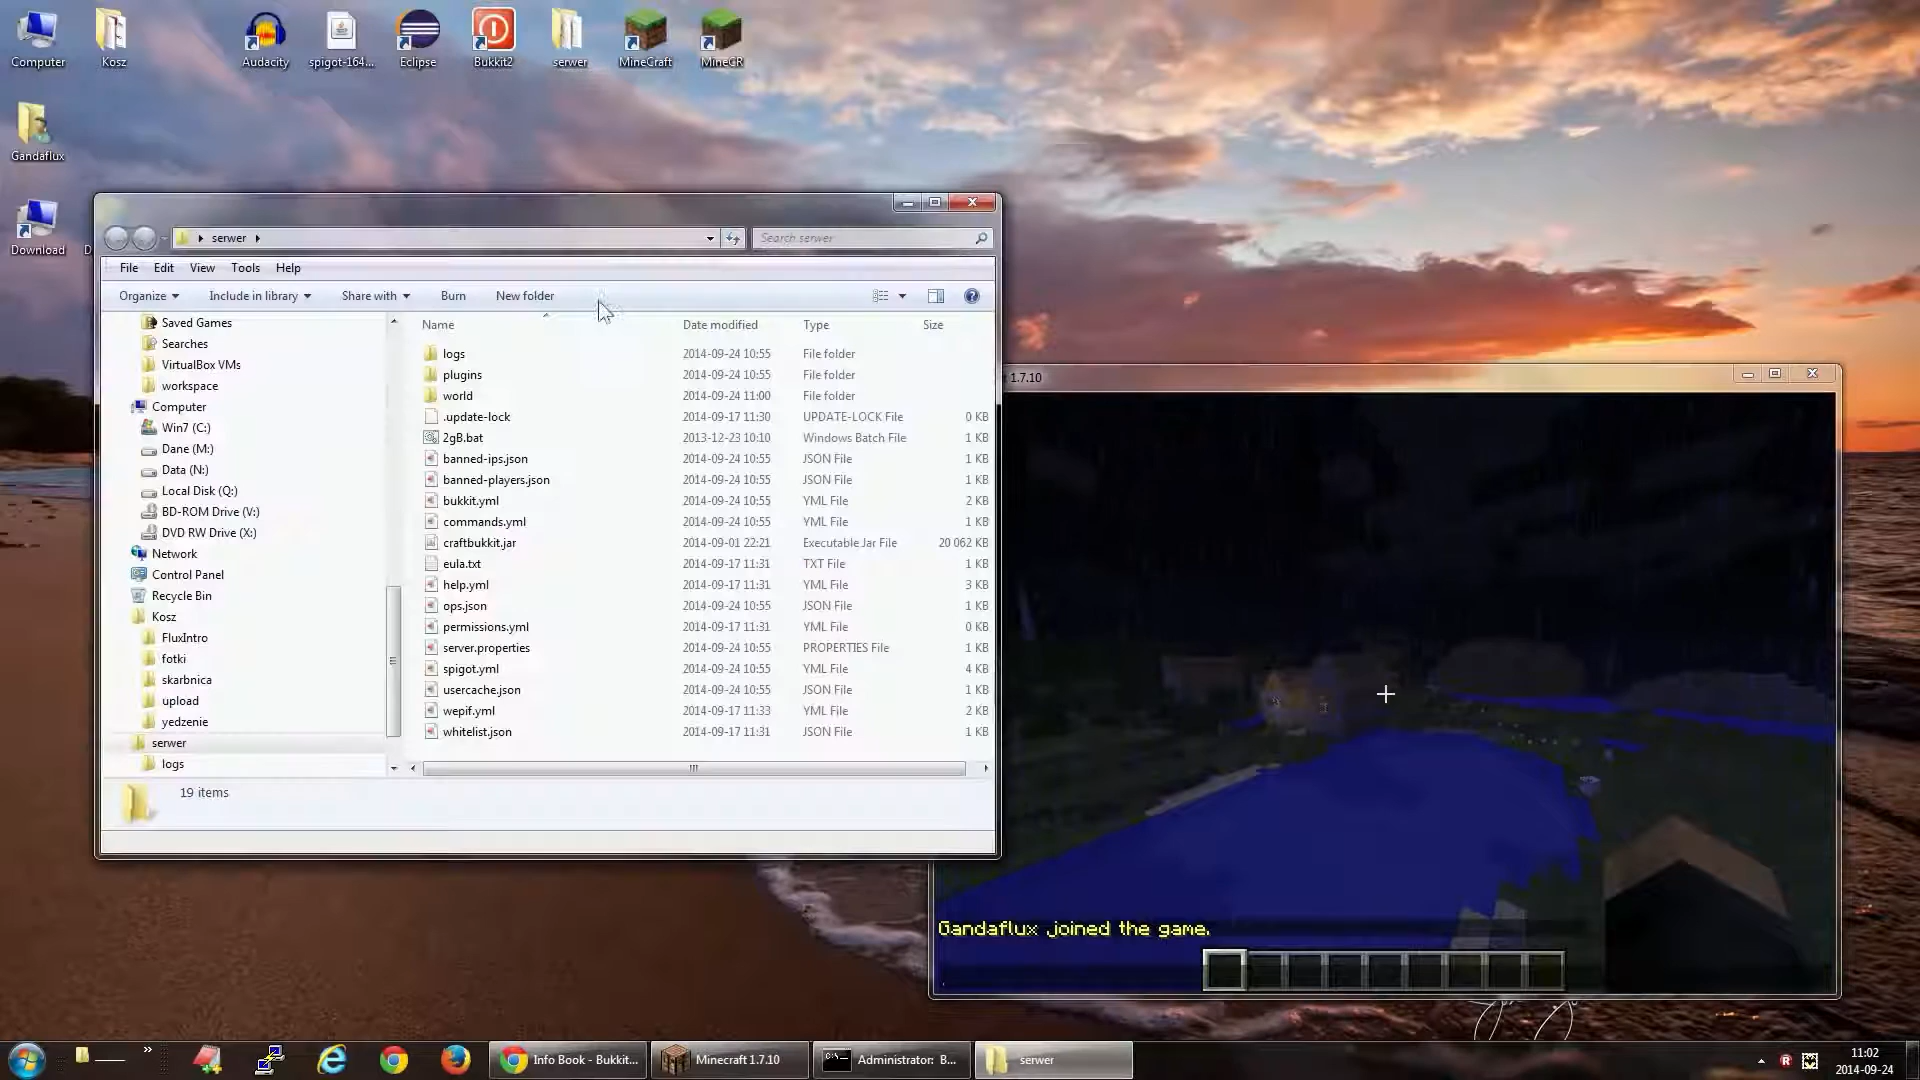 Computer
Kosz
Audacity
spigot-164...
Eclipse
Bukkit2
serwer
MineCraft
MineCR
Gandaflux
Download
D
serwer
Search serwer
File Edit View Tools Help
Organize Include in library Share with Burn New folder
Name Date modified Type Size
Saved Games
Searches
VirtualBox VMs
workspace
Computer
Win7 (C:)
Dane (M:)
Data (N:)
Local Disk (Q:)
BD-ROM Drive (V:)
DVD RW Drive (X:)
Network
Control Panel
Recycle Bin
Kosz
FluxIntro
fotki
skarbnica
upload
yedzenie
serwer
logs
logs 2014-09-24 10:55 File folder
plugins 2014-09-24 10:55 File folder
world 2014-09-24 11:00 File folder
.update-lock 2014-09-17 11:30 UPDATE-LOCK File 0 KB
2gB.bat 2013-12-23 10:10 Windows Batch File 1 KB
banned-ips.json 2014-09-24 10:55 JSON File 1 KB
banned-players.json 2014-09-24 10:55 JSON File 1 KB
bukkit.yml 2014-09-24 10:55 YML File 2 KB
commands.yml 2014-09-24 10:55 YML File 1 KB
craftbukkit.jar 2014-09-01 22:21 Executable Jar File 20 062 KB
eula.txt 2014-09-17 11:31 TXT File 1 KB
help.yml 2014-09-17 11:31 YML File 3 KB
ops.json 2014-09-24 10:55 JSON File 1 KB
permissions.yml 2014-09-17 11:31 YML File 0 KB
server.properties 2014-09-24 10:55 PROPERTIES File 1 KB
spigot.yml 2014-09-24 10:55 YML File 4 KB
usercache.json 2014-09-24 10:55 JSON File 1 KB
wepif.yml 2014-09-17 11:33 YML File 2 KB
whitelist.json 2014-09-17 11:31 JSON File 1 KB
19 items
1.7.10
Gandaflux joined the game.
Info Book - Bukkit...
Minecraft 1.7.10
Administrator: B...
serwer
11:02
2014-09-24